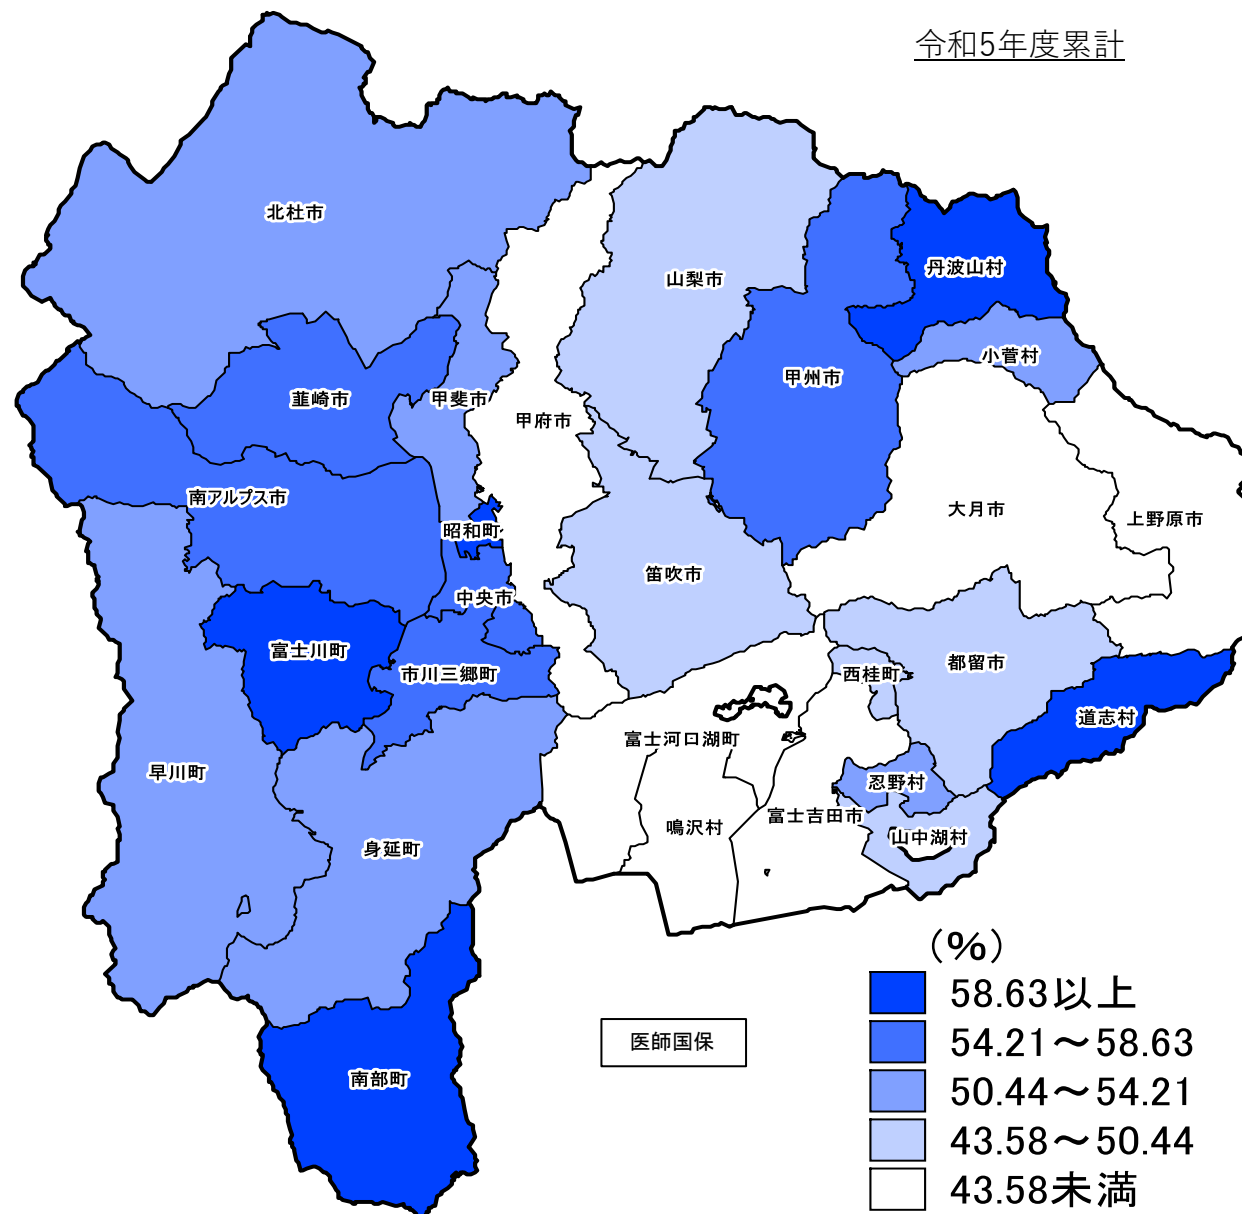 令和5年度累計
北杜市
山梨市
丹波山村
小菅村
甲州市
韮崎市
甲斐市
甲府市
南アルプス市
大月市
上野原市
昭和町
笛吹市
中央市
富士川町
市川三郷町
西桂町
都留市
道志村
富士河口湖町
早川町
忍野村
鳴沢村
富士吉田市
山中湖村
身延町
南部町
医師国保
(%)
58.63以上
54.21～58.63
50.44～54.21
43.58～50.44
43.58未満